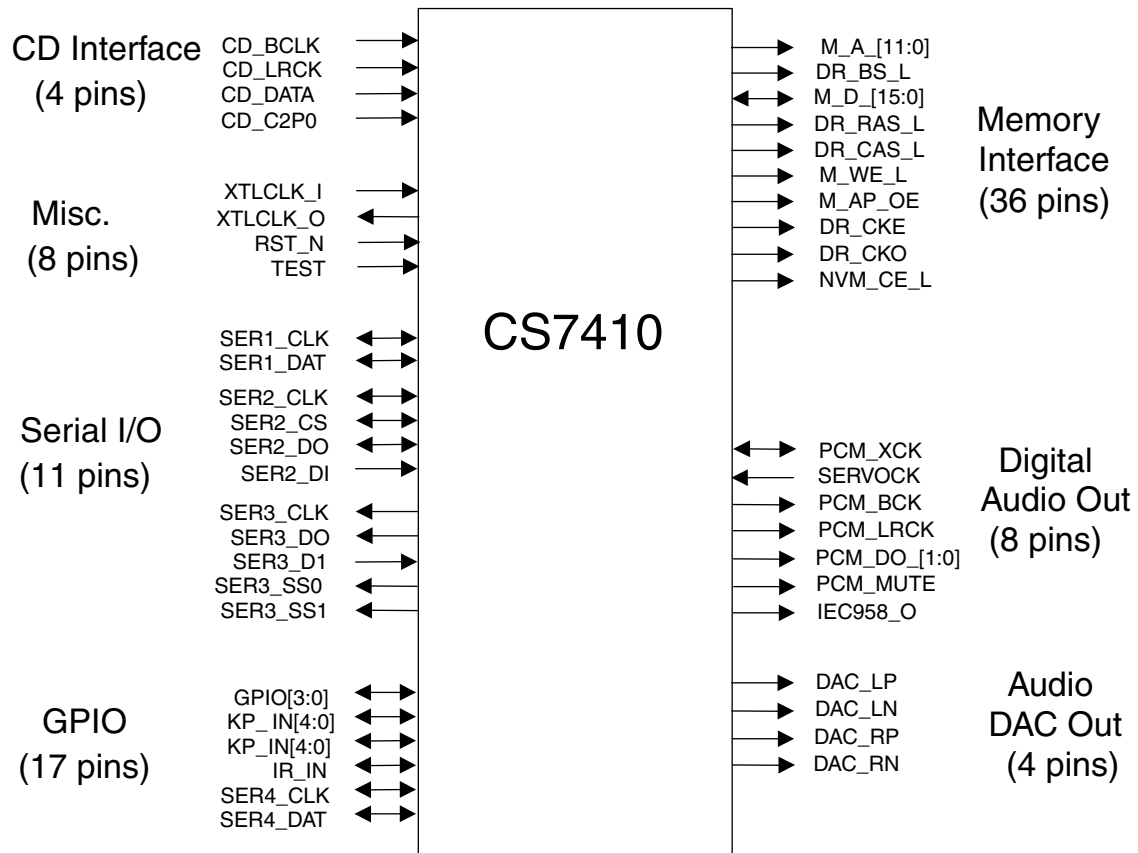 CD Interface
(4 pins)
CD_BCLK
CD_LRCK
CD_DATA
CD_C2P0
Misc.
(8 pins)
XTLCLK_I
XTLCLK_O
RST_N
TEST
Serial I/O
(11 pins)
SER1_CLK
SER1_DAT
SER2_CLK
SER2_CS
SER2_DO
SER2_DI
SER3_CLK
SER3_DO
SER3_D1
SER3_SS0
SER3_SS1
GPIO
(17 pins)
GPIO[3:0]
KP_IN[4:0]
KP_IN[4:0]
IR_IN
SER4_CLK
SER4_DAT
CS7410
M_A_[11:0]
DR_BS_L
M_D_[15:0]
DR_RAS_L
DR_CAS_L
M_WE_L
M_AP_OE
DR_CKE
DR_CKO
NVM_CE_L
Memory
Interface
(36 pins)
PCM_XCK
SERVOCK
PCM_BCK
PCM_LRCK
PCM_DO_[1:0]
PCM_MUTE
IEC958_O
Digital
Audio Out
(8 pins)
DAC_LP
DAC_LN
DAC_RP
DAC_RN
Audio
DAC Out
(4 pins)